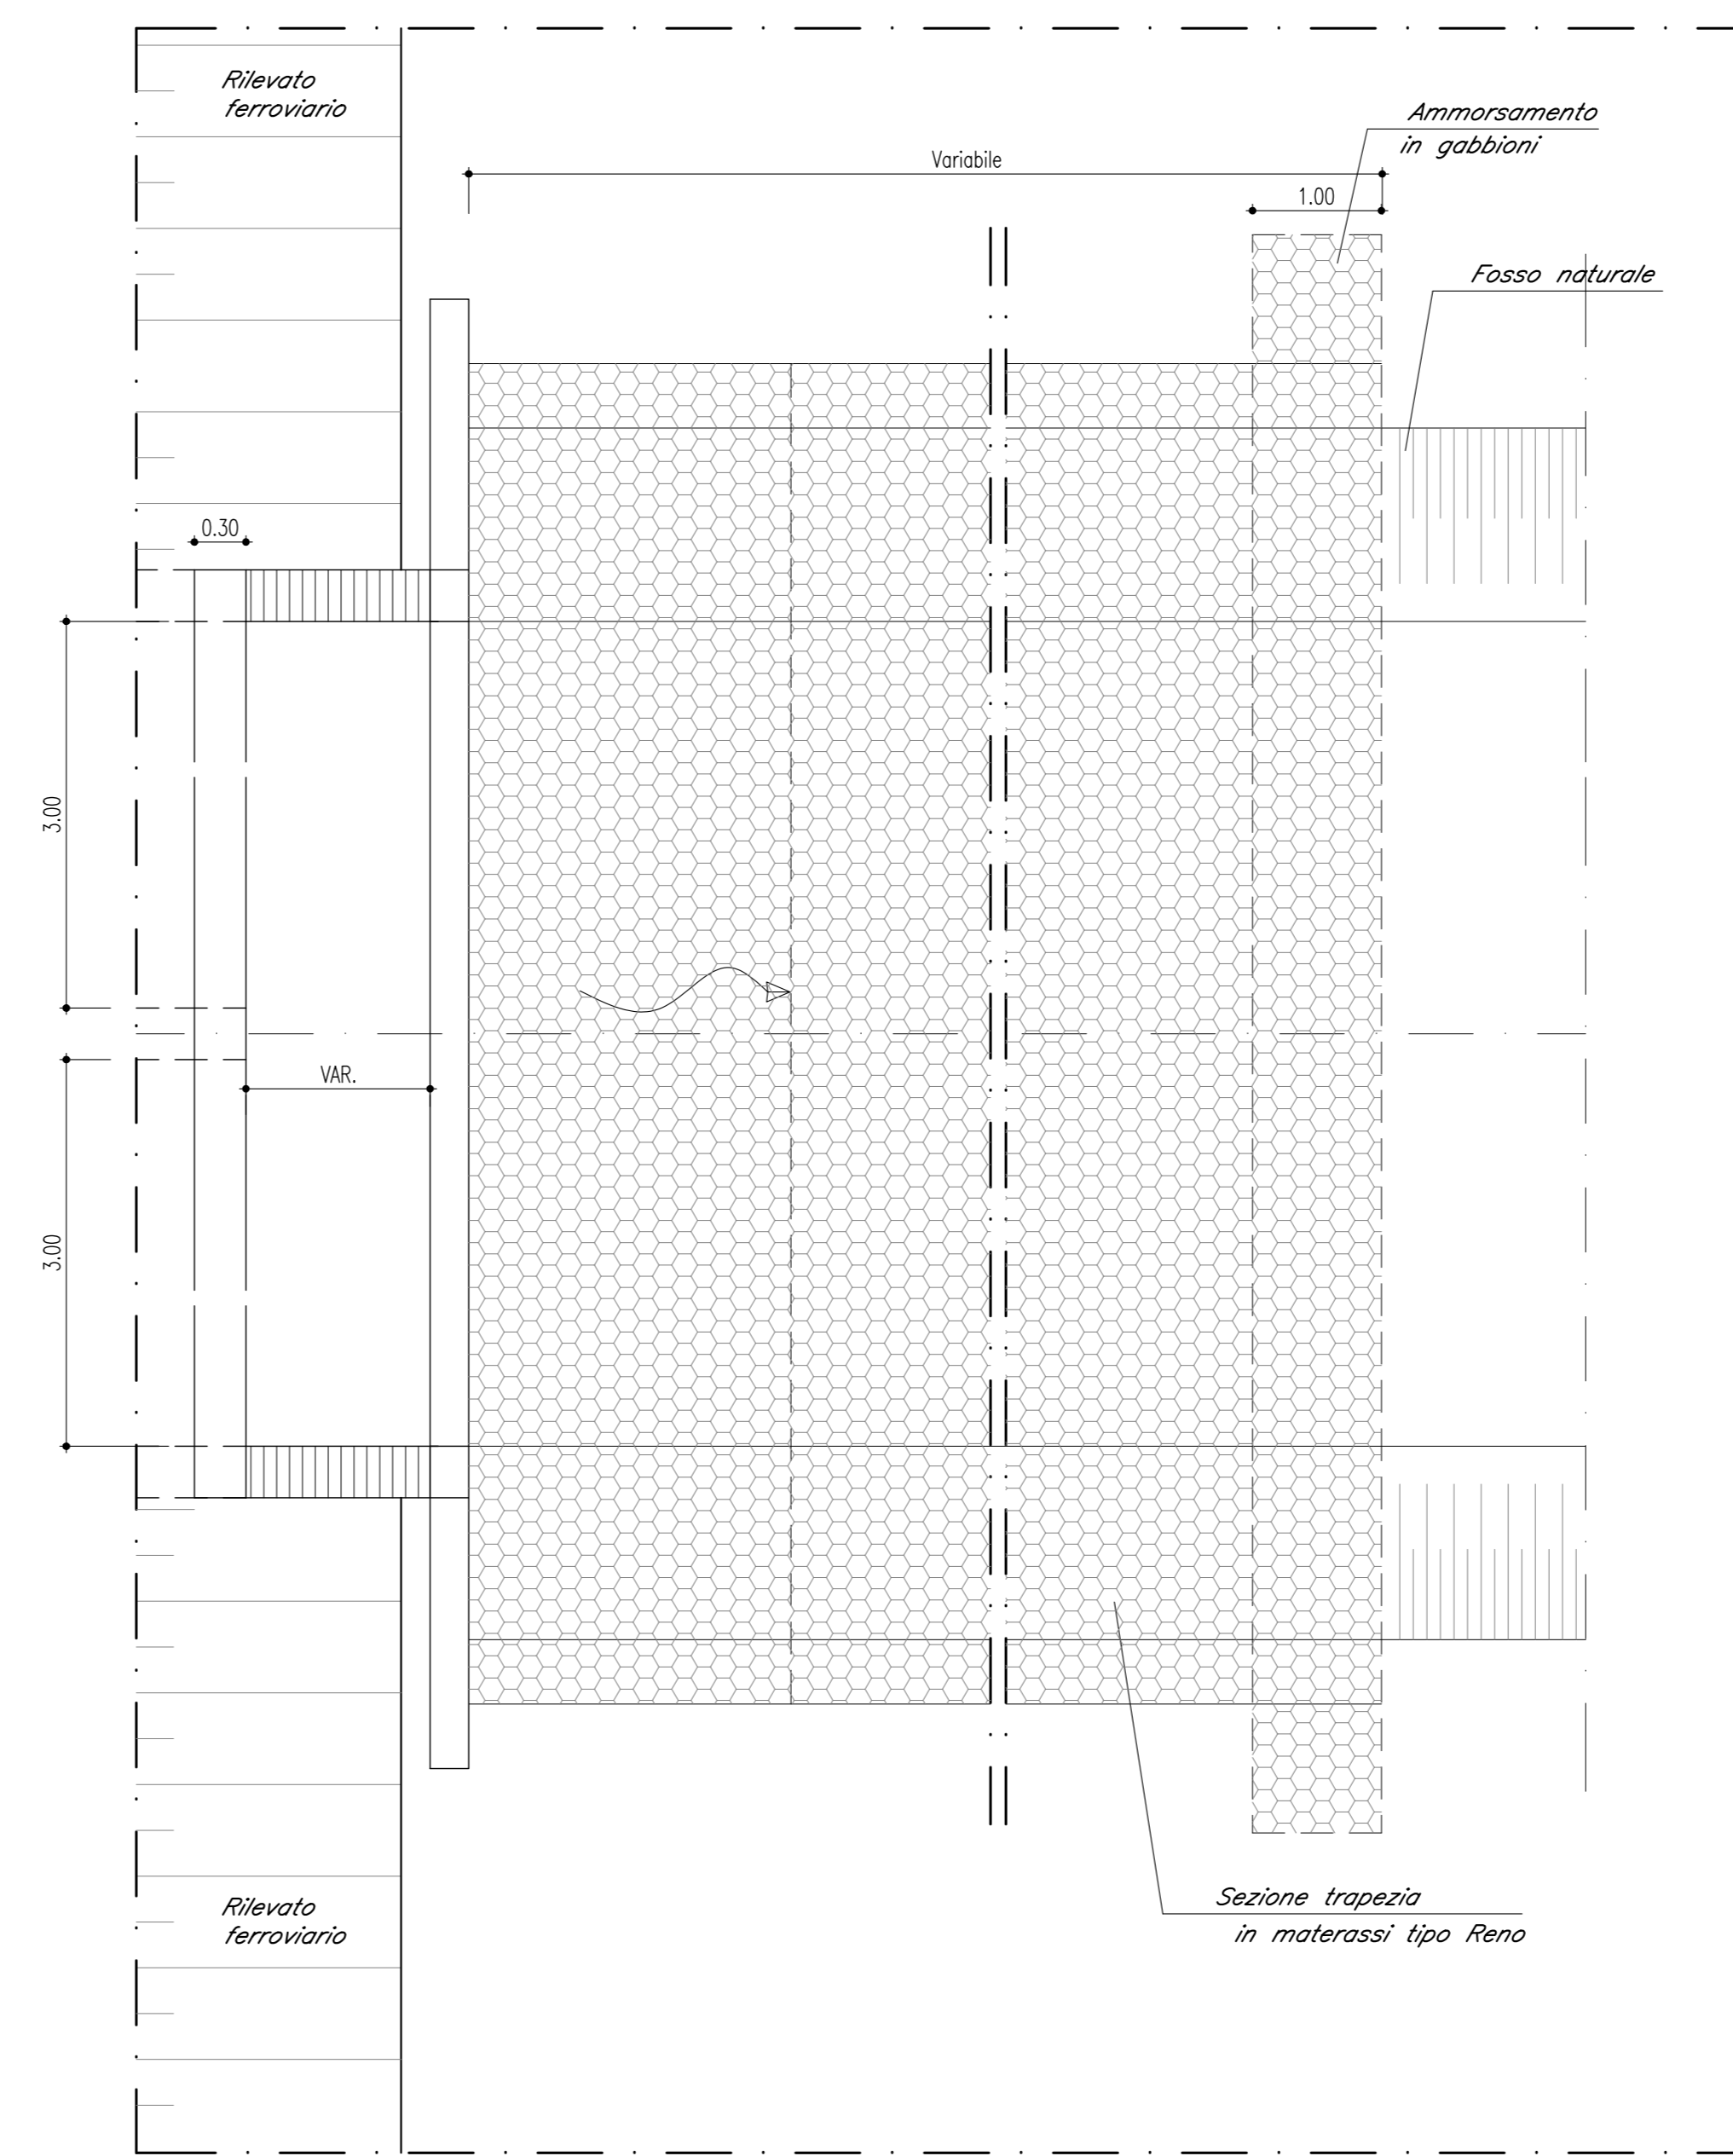 Rilevato
ferroviario
Ammorsamento
in gabbioni
Variabile
1.00
Fosso naturale
0.30
3.00
VAR.
3.00
Sezione trapezia
in materassi tipo Reno
Rilevato
ferroviario